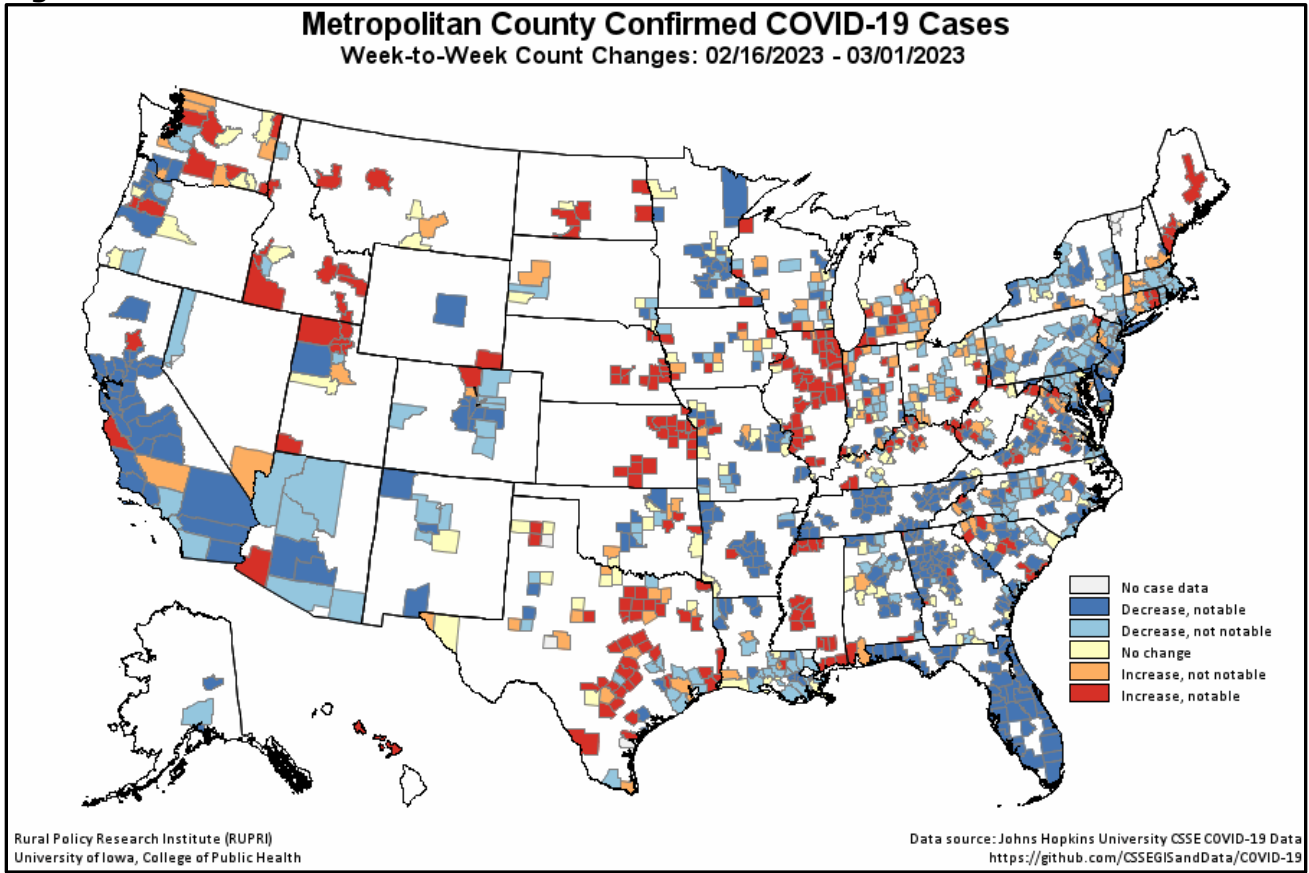 Metropolitan County Confirmed COVID-19 Cases
Week-to-Week Count Changes: 02/16/2023 - 03/01/2023
No case data
Decrease, notable
Decrease, not notable
No change
Increase, not notable
Increase, notable
Rural Policy Research Institute (RUPRI)
University of Iowa, College of Public Health
Data source: Johns Hopkins University CSSE COVID-19 Data
https://github.com/CSSEGISandData/COVID-19